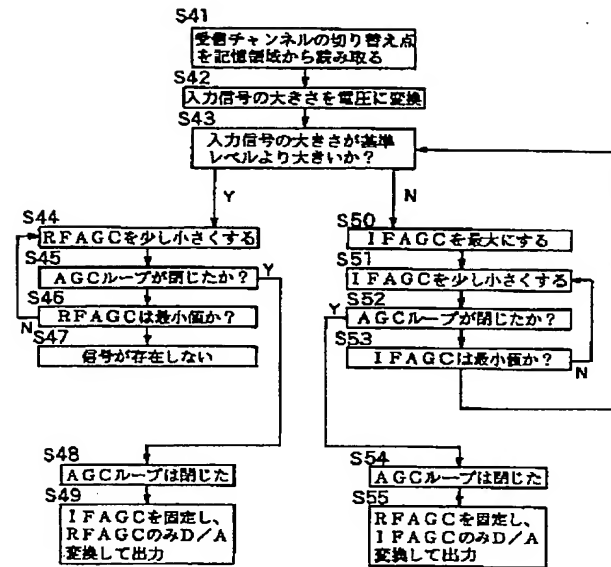 S41
受信チャンネルの切り替え点
を記憶領域から読み取る
S42
入力信号の大きさを電圧に変換
S43
入力信号の大きさが基準
レベルより大きいか?
Y
N
S44
RFAGCを少し小さくする
S45
AGCループが閉じたか?
Y
S46
RFAGCは最小値か?
N
S47
信号が存在しない
S48
AGCループは閉じた
S49
IFAGCを固定し、
RFAGCのみD/A
変換して出力
S50
IFAGCを最大にする
S51
IFAGCを少し小さくする
S52
Y
AGCループが閉じたか?
S53
IFAGCは最小値か?
N
S54
AGCループは閉じた
S55
RFAGCを固定し、
IFAGCのみD/A
変換して出力